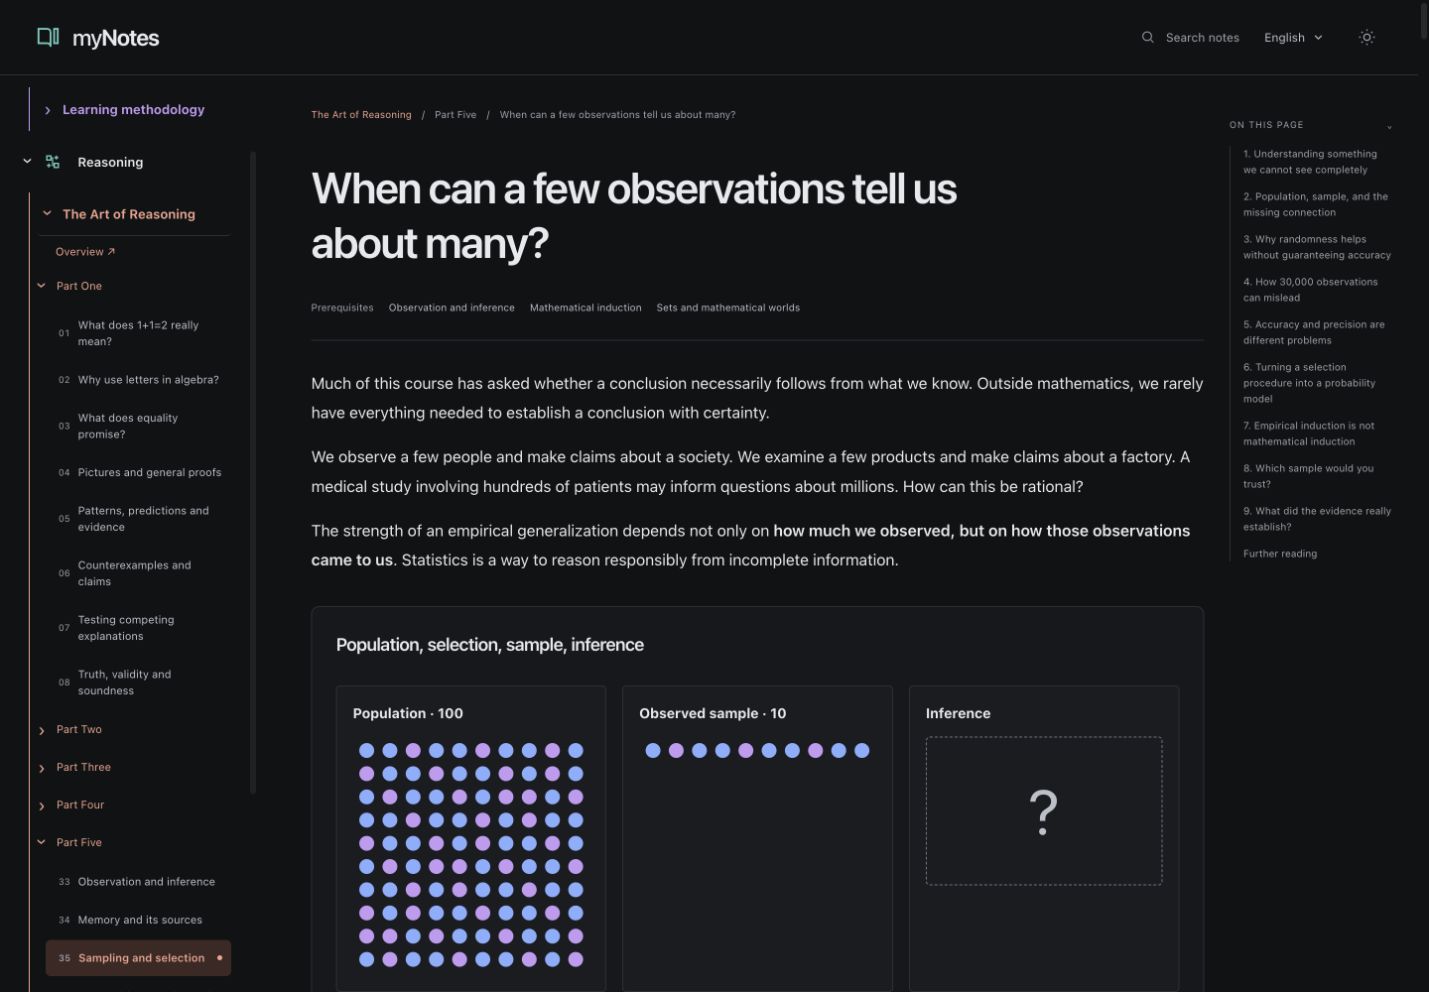 myNotes
Search notes
English
Learning methodology
Reasoning
The Art of Reasoning
Overview ↗
Part One
01 What does 1+1=2 really
mean?
02 Why use letters in algebra?
03 What does equality
promise?
04 Pictures and general proofs
05 Patterns, predictions and
evidence
06 Counterexamples and
claims
07 Testing competing
explanations
08 Truth, validity and
soundness
Part Two
Part Three
Part Four
Part Five
33 Observation and inference
34 Memory and its sources
35 Sampling and selection
The Art of Reasoning / Part Five / When can a few observations tell us about many?
When can a few observations tell us
about many?
Prerequisites Observation and inference Mathematical induction Sets and mathematical worlds
Much of this course has asked whether a conclusion necessarily follows from what we know. Outside mathematics, we rarely
have everything needed to establish a conclusion with certainty.
We observe a few people and make claims about a society. We examine a few products and make claims about a factory. A
medical study involving hundreds of patients may inform questions about millions. How can this be rational?
The strength of an empirical generalization depends not only on how much we observed, but on how those observations
came to us. Statistics is a way to reason responsibly from incomplete information.
Population, selection, sample, inference
Population · 100
Observed sample · 10
Inference
?
ON THIS PAGE
1. Understanding something
we cannot see completely
2. Population, sample, and the
missing connection
3. Why randomness helps
without guaranteeing accuracy
4. How 30,000 observations
can mislead
5. Accuracy and precision are
different problems
6. Turning a selection
procedure into a probability
model
7. Empirical induction is not
mathematical induction
8. Which sample would you
trust?
9. What did the evidence really
establish?
Further reading